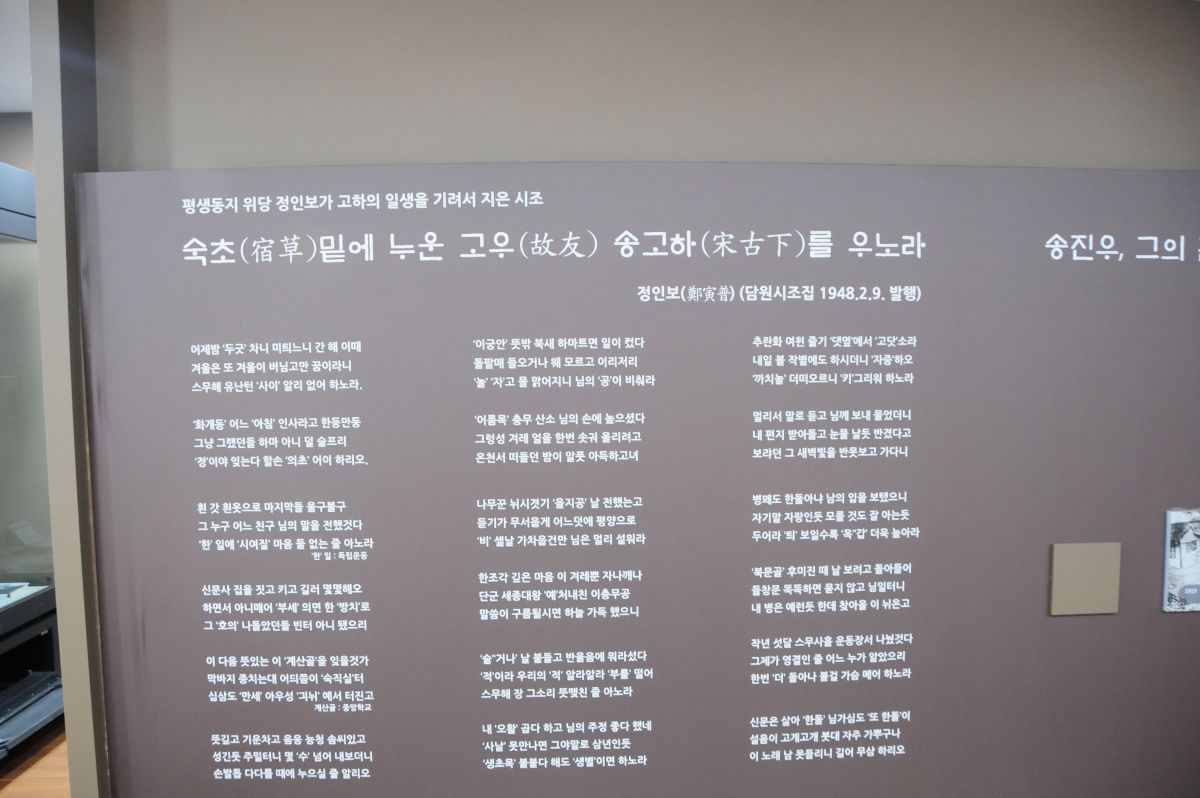 평생동지 위당 정인보가 고하의 일생을 기려서 지은 시조
숙초(宿草)밑에 누운 고우(故友) 송고하(宋古下)를 우노라
정인보(鄭寅普) (담원시조집 1948.2.9. 발행)
어제밤 '두굿' 차니 미틔느니 간 해 이때
겨울은 또 겨울이 버님고만 꿈이라니
스무해 유난턴 '사이' 알리 없어 하노라.
'화개동' 어느 '아침' 인사라고 한둥만둥
그냥 그랬던들 하마 아니 덜 슬프리
'정'이야 잊는다 할손 '의초' 어이 하리오.
흰 갓 흰옷으로 마지막들 울구불구
그 누구 어느 친구 님의 말을 전했것다
'한' 일에 '시여질' 마음 둘 없는 줄 아노라
'한' 일 : 독립운동
신문사 집을 짓고 키고 길러 몇몇해오
하면서 아니매어 '부세' 의면 한 '방치'로
그 '호의' 나돌았던들 빈터 아니 됐으리
이 다음 뜻있는 이 '계산골'을 잊을것가
막바지 종치는대 어듸쯤이 '숙직실'터
십삼도 '만세' 아우성 '긔뉘' 예서 터진고
계산골 : 중앙학교
뜻깊고 기운차고 음웅 능청 솜씨있고
성긴듯 주밀터니 몇 '수' 넘어 내보더니
손발톱 다다를 때에 누으실 줄 알리오
'이궁안' 뜻밖 북새 하마트면 일이 컸다
돌팔매 들오거나 웨 모르고 이리저리
'놀' '자'고 물 맑어지니 님의 '공'이 비춰라
'어름목' 충무 산소 님의 손에 높으셨다
그렁성 겨레 얼을 한번 솟궈 올리려고
온천서 떠들던 밤이 알풋 아득하고녀
나무꾼 뉘시겻기 '을지공' 날 전했는고
듣기가 무서울게 어느덧에 평양으로
'비' 셀날 가차웁건만 님은 멀리 설워라
한조각 깊은 마음 이 겨레뿐 자나깨나
단군 세종대왕 '예'처내친 이충무공
말씀이 구름될시면 하늘 가득 했으니
'술'거나' 날 붙들고 반울음에 뭐라섰다
'적'이라 우리의 '적' 알라알라 '부를' 떨어
스무해 장 그소리 뜻맺힌 줄 아노라
내 '오활' 곱다 하고 님의 주정 좋다 했네
'사날' 못만나면 그야말로 삼년인듯
'생초목' 불붙다 해도 '생별'이면 하노라
추란화 여윈 줄기 '댓잎'에서 '고닷'소라
내일 볼 작별에도 하시더니 '자중'하오
'까치놀' 더떠오르니 '키'그리워 하노라
멀리서 말로 듣고 님께 보내 물었더니
내 편지 받아들고 눈물 날듯 반겼다고
보랴던 그 새벽빛을 반못보고 가다니
병패도 한돌아냐 남의 입을 보탰으니
자기말 자랑인듯 모를 것도 잘 아는듯
두어라 '틔' 보일수록 '옥'갑' 더욱 높아라
'북문골' 후미진 때 날 보려고 돌아들어
들창문 똑똑하면 묻지 않고 님일터니
내 병은 예런듯 한데 찾아올 이 뉘은고
작년 섯달 스무사흘 운동장서 나눴것다
그제가 영결인 줄 어느 누가 알았으리
한번 '더' 돌아나 볼걸 가슴 메어 하노라
신문은 살아 '한돌' 님가심도 '또 한돌'이
설음이 고개고개 붓대 자주 가뿌구나
이 노래 남 못들리니 길어 무삼 하리오
송진우, 그의